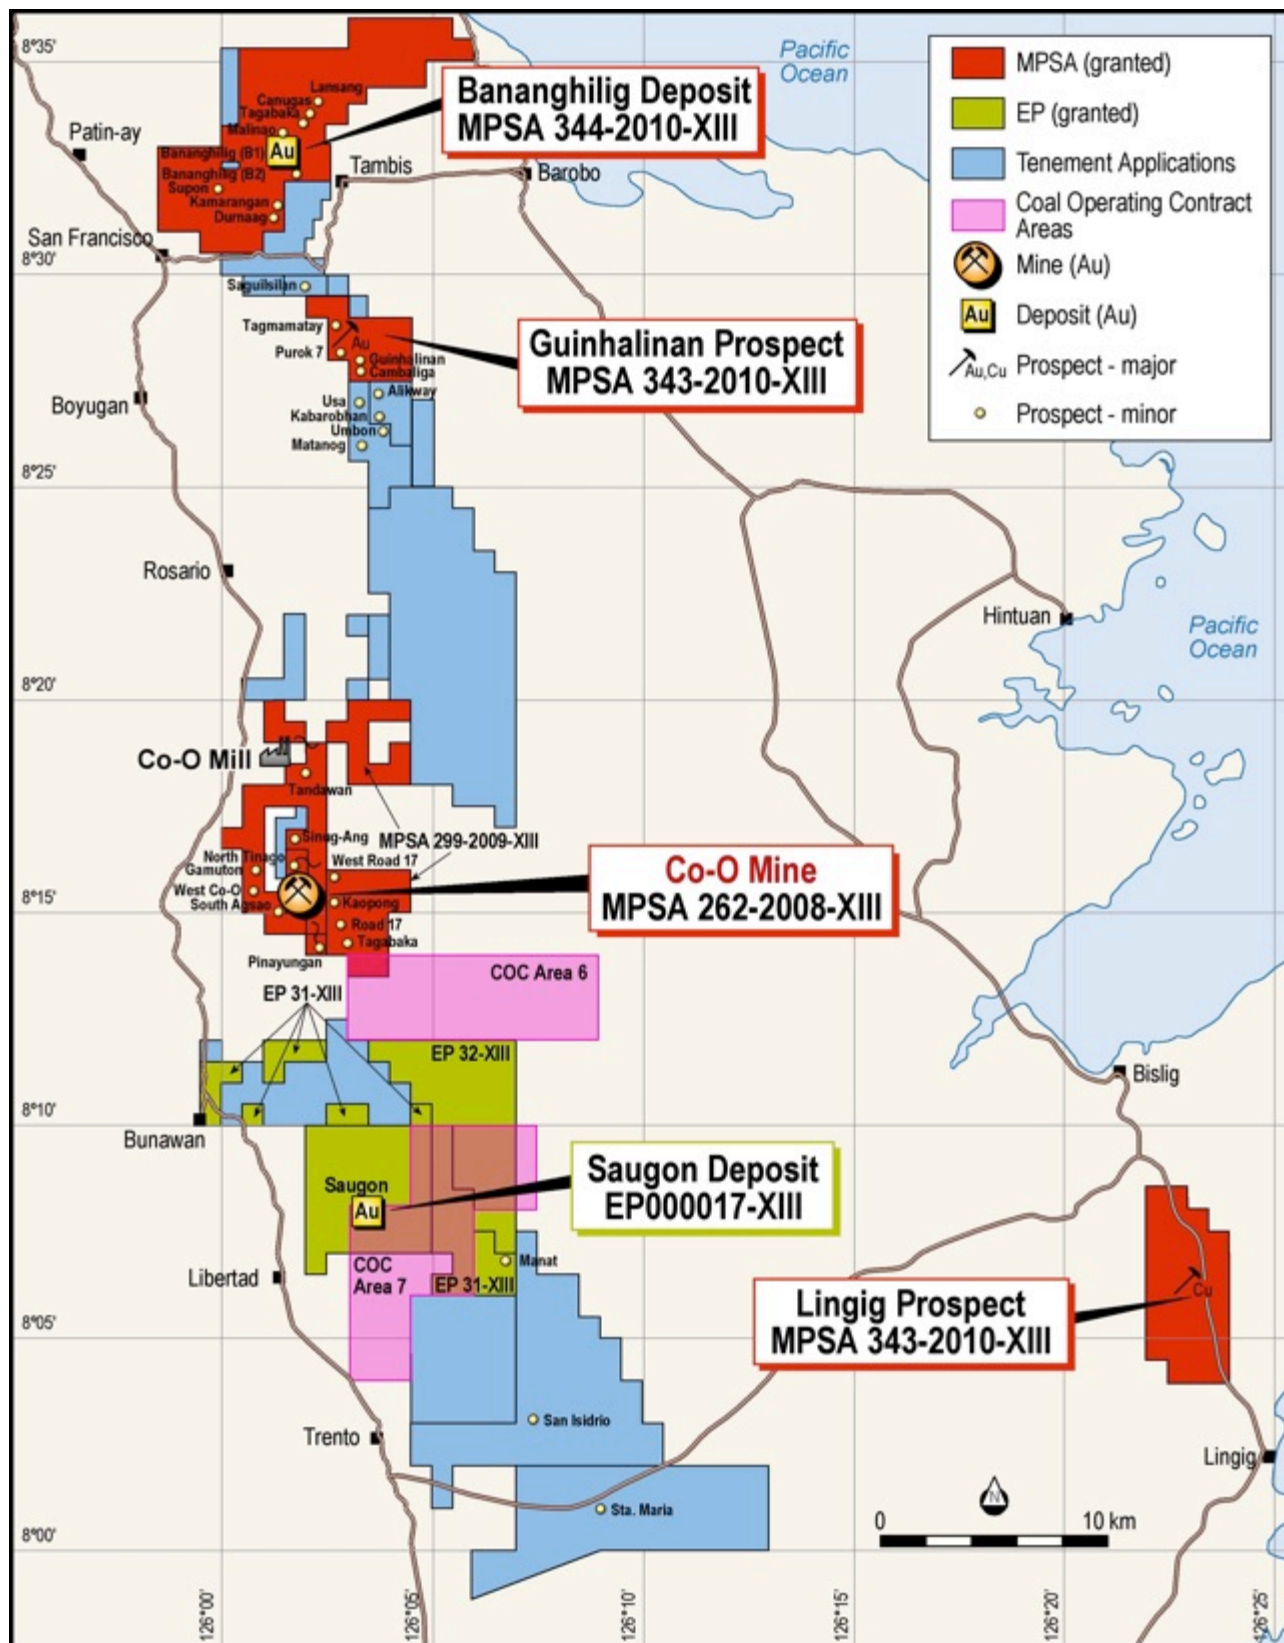 8°35'
Pacific
Ocean
MPSA (granted)
EP (granted)
Tenement Applications
Coal Operating Contract
Areas
Mine (Au)
Au
Deposit (Au)
Au,Cu
Prospect - major
Prospect - minor
Bananghilig Deposit
MPSA 344-2010-XIII
Lansang
Canugas
Tagabaka
Malinao
Au
Bananghilig (B1)
Bananghilig (B2)
Supon
Kamarangan
Durnaag
Patin-ay
Tambis
Barobo
San Francisco
8°30'
Saguilsilan
Tagmamatay
Au
Purok 7
Guinhalinan
Cambaliga
Guinhalinan Prospect
MPSA 343-2010-XIII
Alikway
Usa
Kabarobhan
Umbon
Matanog
Boyugan
8°25'
Rosario
Hintuan
Pacific
Ocean
8°20'
Co-O Mill
Tandawan
MPSA 299-2009-XIII
Sinug-Ang
North Tinago
West Road 17
Gamuton
West Co-O
South Agsao
Kaopong
Road 17
Tagabaka
Pinayungan
Co-O Mine
MPSA 262-2008-XIII
8°15'
COC Area 6
EP 31-XIII
EP 32-XIII
Bislig
8°10'
Bunawan
Saugon
Au
Saugon Deposit
EP000017-XIII
COC
Area 7
EP 31-XIII
Manat
Libertad
Cu
Lingig Prospect
MPSA 343-2010-XIII
8°05'
San Isidrio
Trento
Lingig
Sta. Maria
N
0
10 km
8°00'
126°00'
126°05'
126°10'
126°15'
126°20'
126°25'